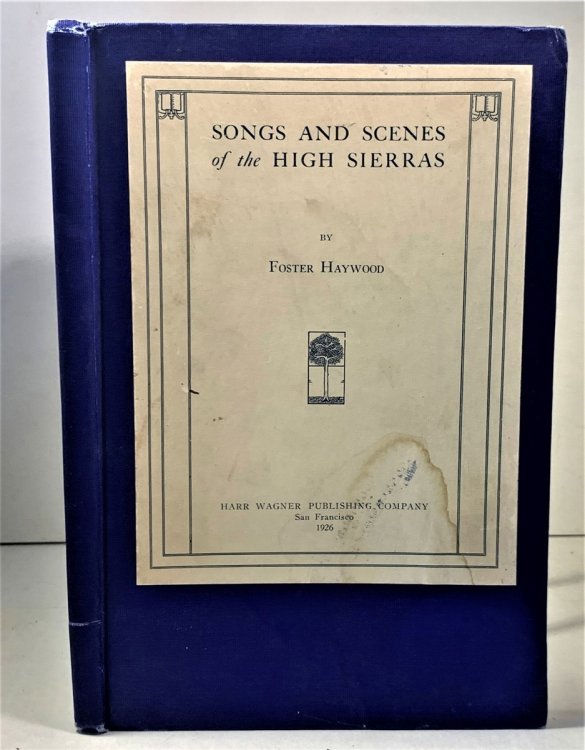 SONGS AND SCENES
of the HIGH SIERRAS
BY
FOSTER HAYWOOD
HARR WAGNER PUBLISHING COMPANY
San Francisco
1926